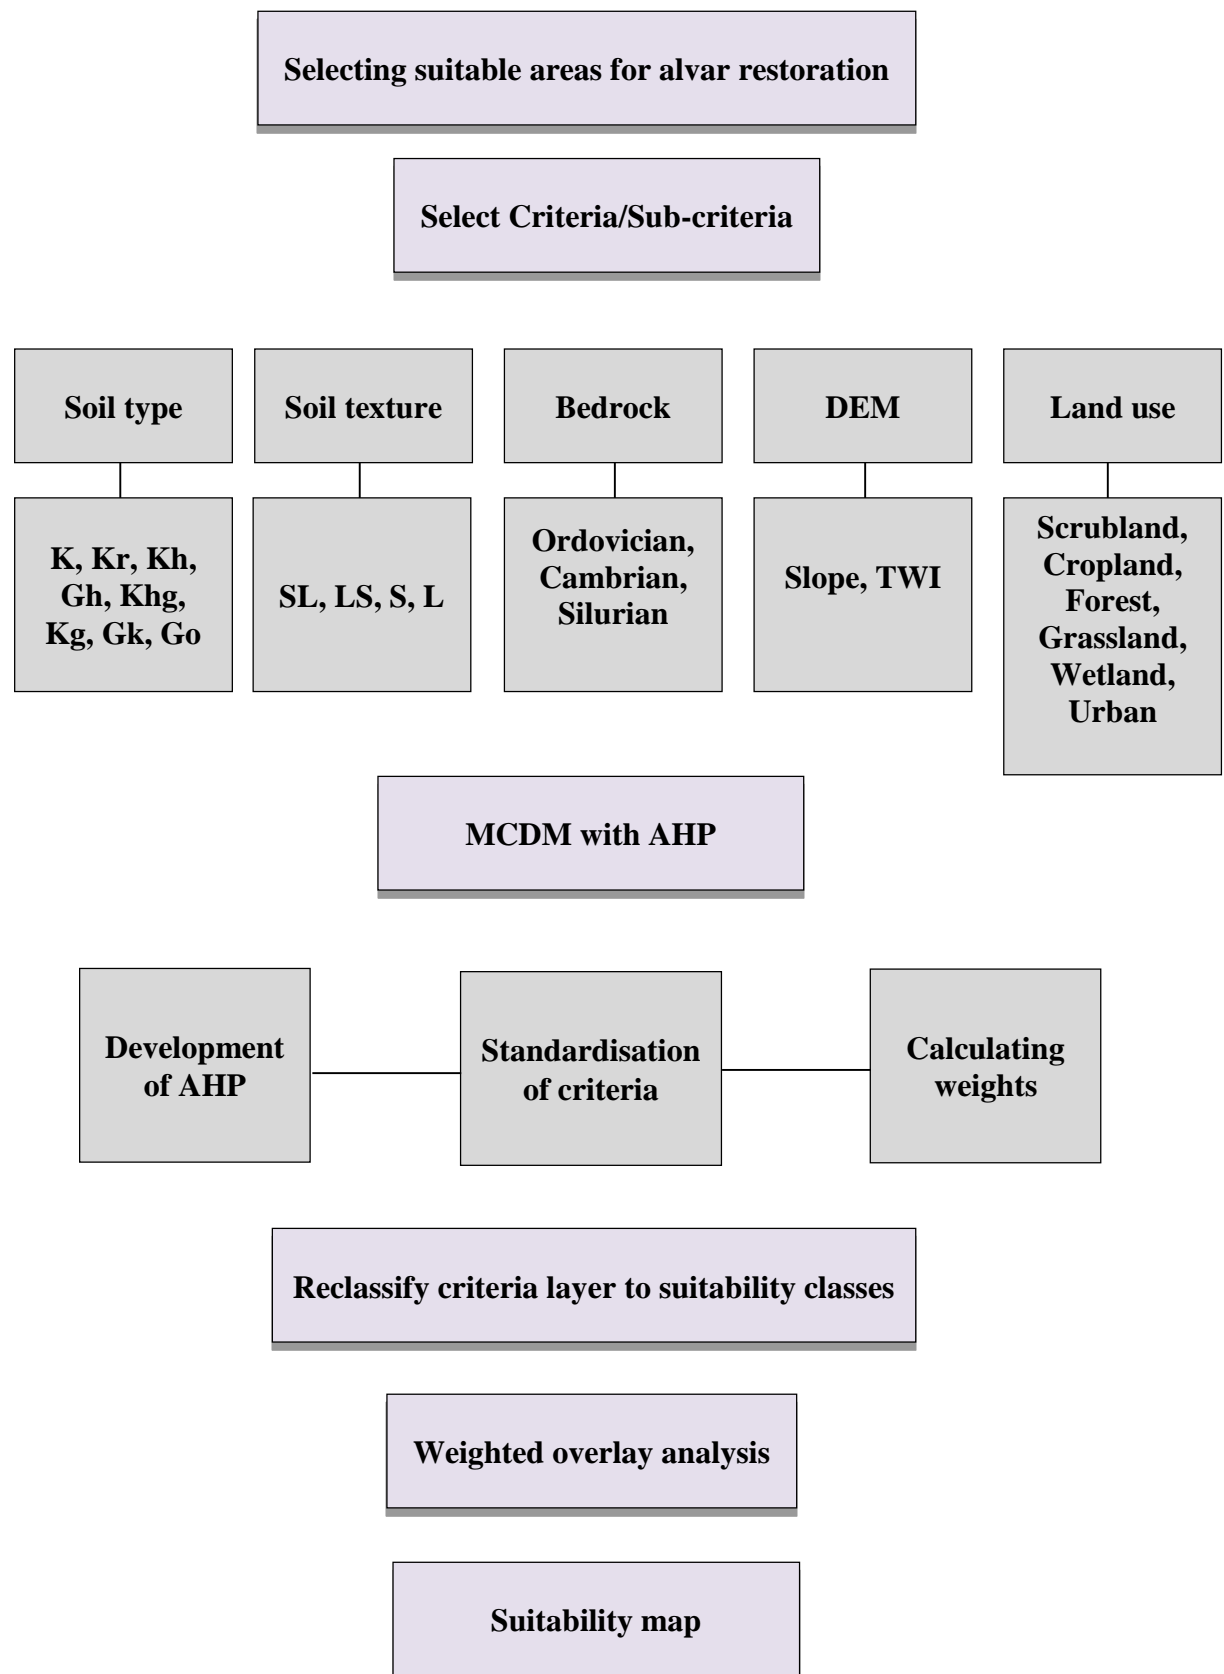 Selecting suitable areas for alvar restoration
Select Criteria/Sub-criteria
Soil type
Soil texture
Bedrock
DEM
Land use
K, Kr, Kh,
Gh, Khg,
Kg, Gk, Go
SL, LS, S, L
Ordovician,
Cambrian,
Silurian
Slope, TWI
Scrubland,
Cropland,
Forest,
Grassland,
Wetland,
Urban
MCDM with AHP
Development
of AHP
Standardisation
of criteria
Calculating
weights
Reclassify criteria layer to suitability classes
Weighted overlay analysis
Suitability map